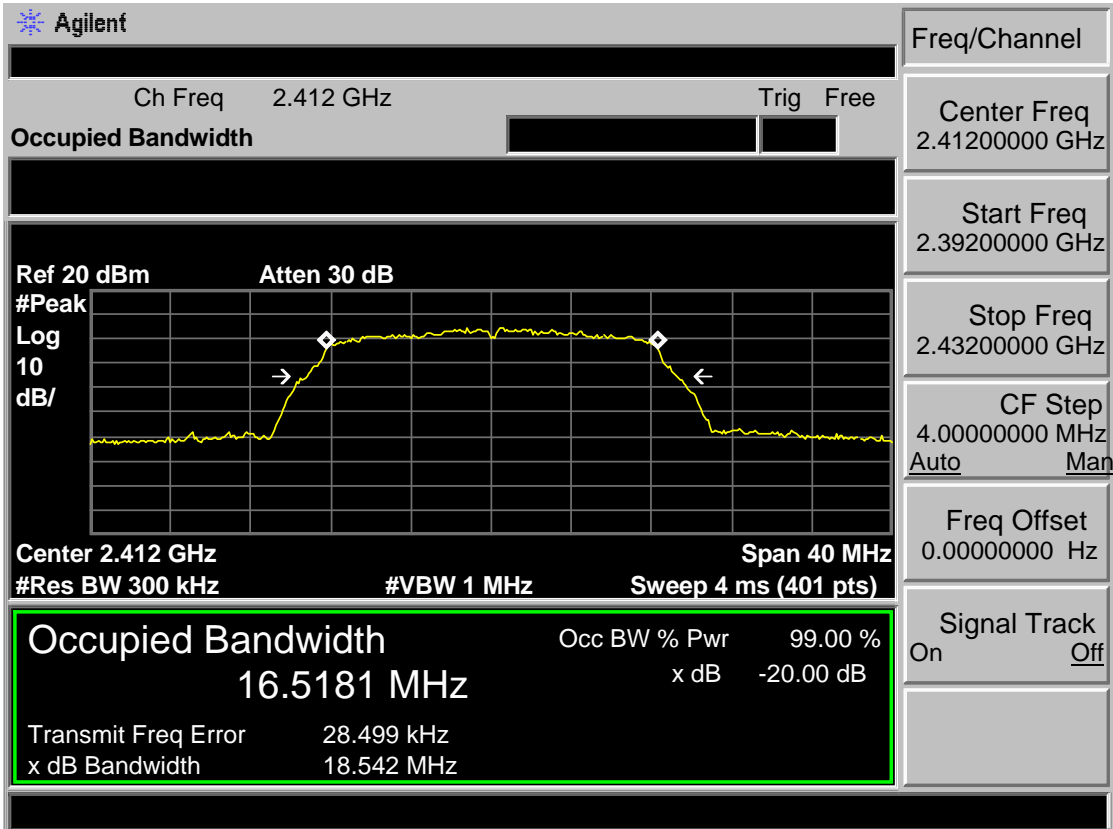 Agilent
Ch Freq 2.412 GHz Trig Free
Occupied Bandwidth
Ref 20 dBm Atten 30 dB
#Peak
Log
10
dB/
Center 2.412 GHz Span 40 MHz
#Res BW 300 kHz #VBW 1 MHz Sweep 4 ms (401 pts)
Occupied Bandwidth Occ BW % Pwr 99.00 %
16.5181 MHz x dB -20.00 dB
Transmit Freq Error 28.499 kHz
x dB Bandwidth 18.542 MHz
Freq/Channel
Center Freq
2.41200000 GHz
Start Freq
2.39200000 GHz
Stop Freq
2.43200000 GHz
CF Step
4.00000000 MHz
Auto Man
Freq Offset
0.00000000 Hz
Signal Track
On Off